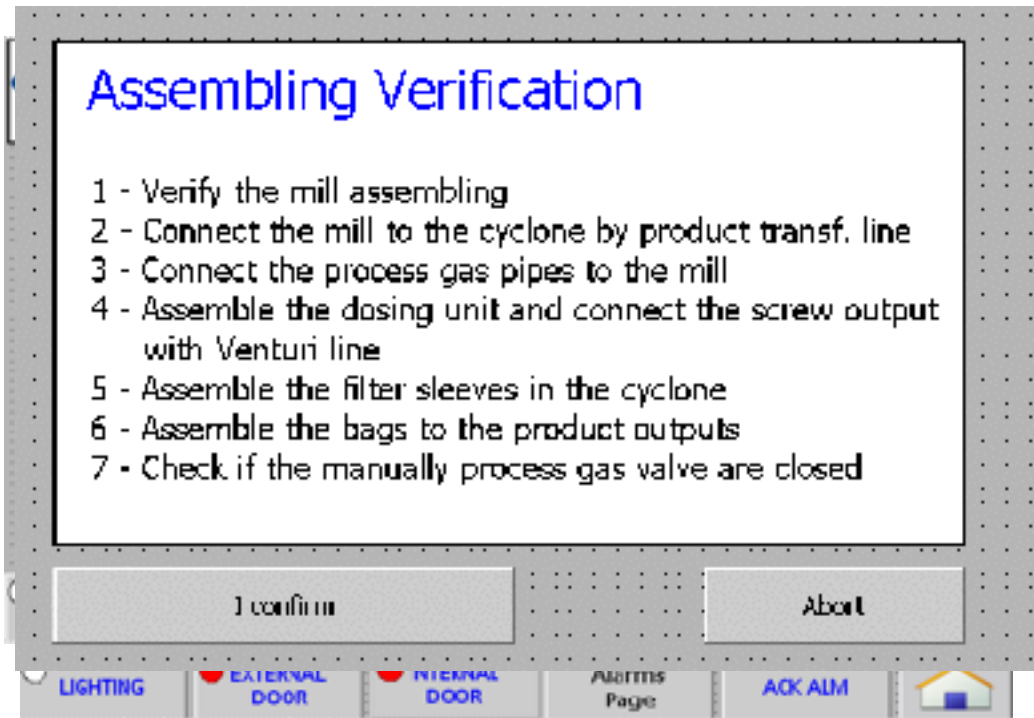 Assembling Verification
1 - Verify the mill assembling
2 - Connect the mill to the cyclone by product transf. line
3 - Connect the process gas pipes to the mill
4 - Assemble the dosing unit and connect the screw output
with Venturi line
5 - Assemble the filter sleeves in the cyclone
6 - Assemble the bags to the product outputs
7 - Check if the manually process gas valve are closed
I confirm Abort
LIGHTING EXTERNAL DOOR INTERNAL DOOR Alarms Page ACK ALM